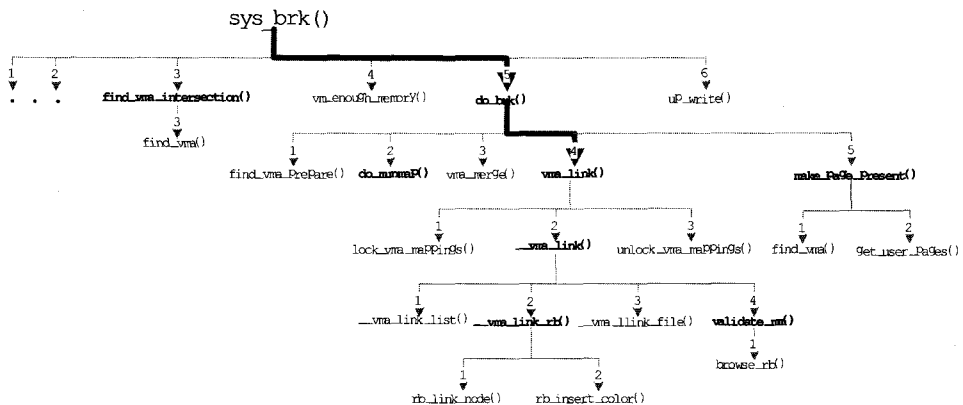 sys_brk()
1 2 3 4 5 6
. . . find_vma_intersection() vm_enough_memory() do_brk() up_write()
3
find_vma()
1 2 3 4 5
find_vma_prepare() do_munmap() vma_merge() vma_link() make_page_present()
1 2 3 1 2
lock_vma_mappings() __vma_link() unlock_vma_mappings() find_vma() get_user_pages()
1 2 3 4
__vma_link_list() __vma_link_rb() __vma_llink_file() validate_mm()
1
browse_rb()
1 2
rb_link_node() rb_insert_color()